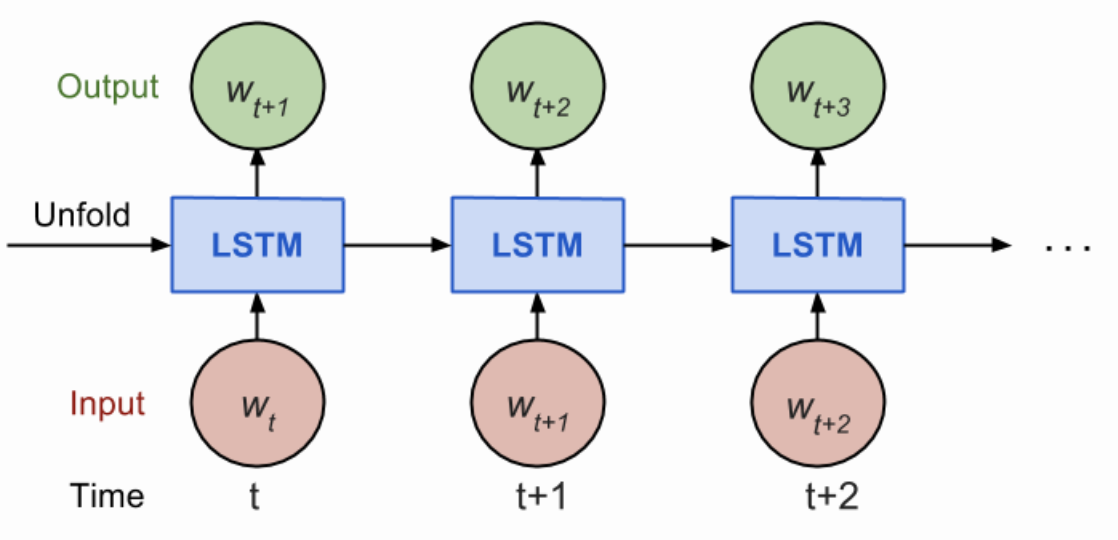 Output w_{t+1} w_{t+2} w_{t+3}
Unfold
LSTM LSTM LSTM ...
Input w_t w_{t+1} w_{t+2}
Time t t+1 t+2